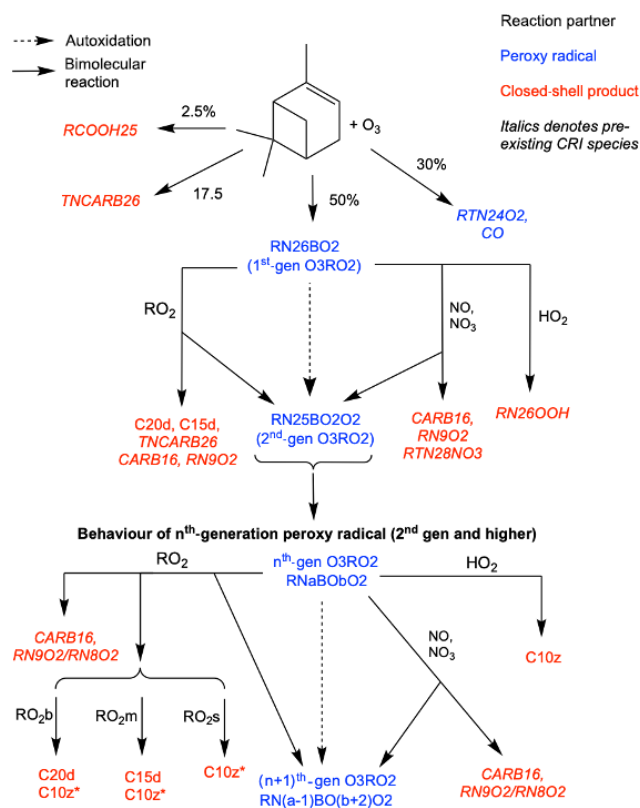 Autoxidation
Bimolecular
reaction
Reaction partner
Peroxy radical
Closed-shell product
Italics denotes pre-
existing CRI species
+ O3
2.5%
RCOOH25
17.5
TNCARB26
50%
30%
RTN24O2,
CO
RN26BO2
(1st-gen O3RO2)
RO2
NO,
NO3
HO2
C20d, C15d,
TNCARB26
CARB16, RN9O2
RN25BO2O2
(2nd-gen O3RO2)
CARB16,
RN9O2
RTN28NO3
RN26OOH
Behaviour of nth-generation peroxy radical (2nd gen and higher)
RO2
nth-gen O3RO2
RNaBObO2
HO2
CARB16,
RN9O2/RN8O2
NO,
NO3
C10z
RO2b
RO2m
RO2s
C20d
C10z*
C15d
C10z*
C10z*
(n+1)th-gen O3RO2
RN(a-1)BO(b+2)O2
CARB16,
RN9O2/RN8O2